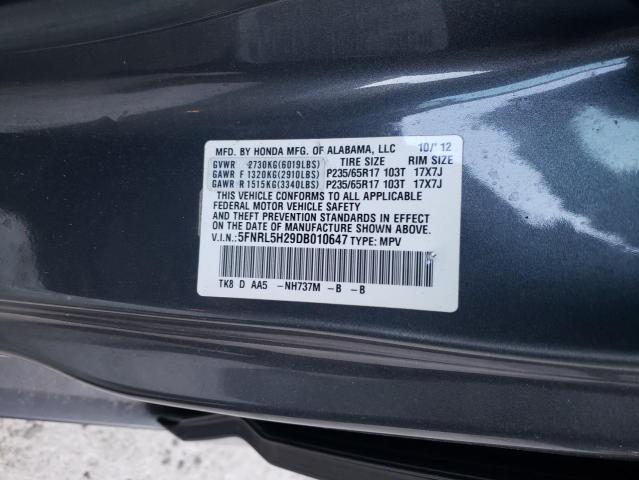 MFD. BY HONDA MFG. OF ALABAMA, LLC 10/12
GVWR 2730KG(6019LBS) TIRE SIZE RIM SIZE
GAWR F 1320KG(2910LBS) P235/65R17 103T 17X7J
GAWR R 1515KG(3340LBS) P235/65R17 103T 17X7J
THIS VEHICLE CONFORMS TO ALL APPLICABLE
FEDERAL MOTOR VEHICLE SAFETY
AND THEFT PREVENTION STANDARDS IN EFFECT
ON THE DATE OF MANUFACTURE SHOWN ABOVE.
V.I.N.: 5FNRL5H29DB010647 TYPE: MPV
TK8 D AA5 -NH737M -B -B